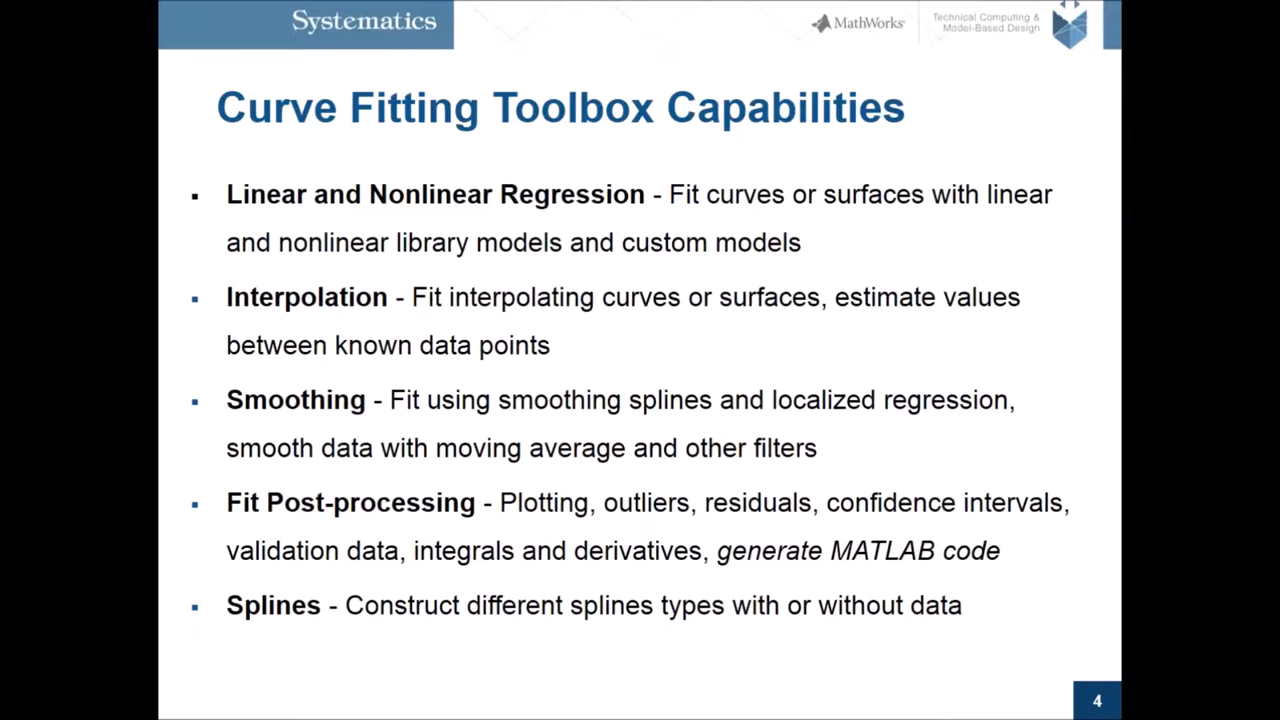 Systematics
MathWorks
Technical Computing &
Model-Based Design
Curve Fitting Toolbox Capabilities
▪ Linear and Nonlinear Regression - Fit curves or surfaces with linear
and nonlinear library models and custom models
▪ Interpolation - Fit interpolating curves or surfaces, estimate values
between known data points
▪ Smoothing - Fit using smoothing splines and localized regression,
smooth data with moving average and other filters
▪ Fit Post-processing - Plotting, outliers, residuals, confidence intervals,
validation data, integrals and derivatives, generate MATLAB code
▪ Splines - Construct different splines types with or without data
4